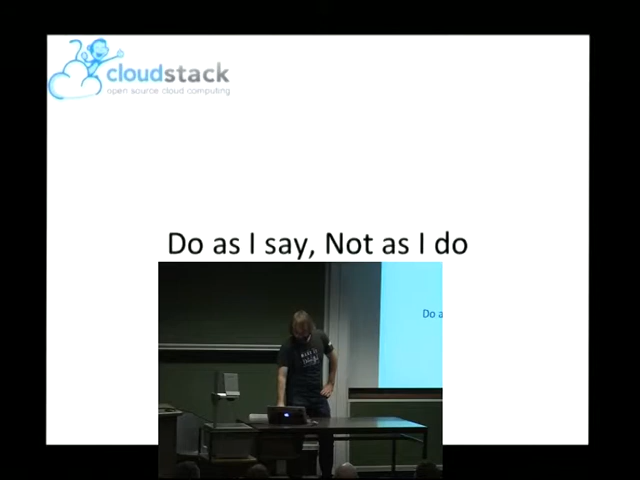 cloudstack
open source cloud computing
Do as I say, Not as I do
Do a